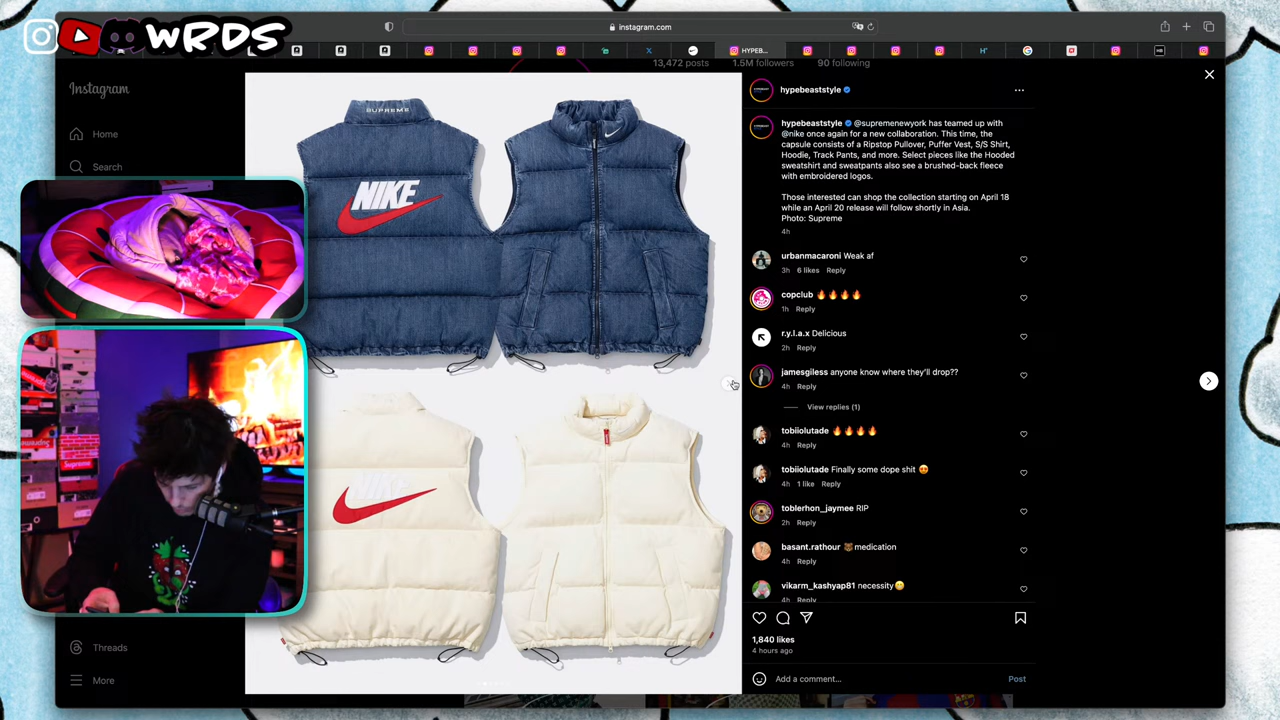 WRDS
instagram.com
HYPEB...
13,472 posts
1.5M followers
90 following
Instagram
Home
Search
Threads
More
SUPREME
NIKE
NIKE
Supreme
hypebeaststyle
hypebeaststyle @supremenewyork has teamed up with
@nike once again for a new collaboration. This time, the
capsule consists of a Ripstop Pullover, Puffer Vest, S/S Shirt,
Hoodie, Track Pants, and more. Select pieces like the Hooded
sweatshirt and sweatpants also see a brushed-back fleece
with embroidered logos.
Those interested can shop the collection starting on April 18
while an April 20 release will follow shortly in Asia.
Photo: Supreme
4h
urbanmacaroni Weak af
3h 6 likes Reply
copclub 🔥🔥🔥🔥
1h Reply
r.y.l.a.x Delicious
2h Reply
jamesgiless anyone know where they'll drop??
4h Reply
View replies (1)
tobiiolutade 🔥🔥🔥🔥
4h Reply
tobiiolutade Finally some dope shit 😍
4h 1 like Reply
toblerhon_jaymee RIP
2h Reply
basant.rathour 🐻medication
4h Reply
vikarm_kashyap81 necessity😊
4h Reply
1,840 likes
4 hours ago
Add a comment...
Post